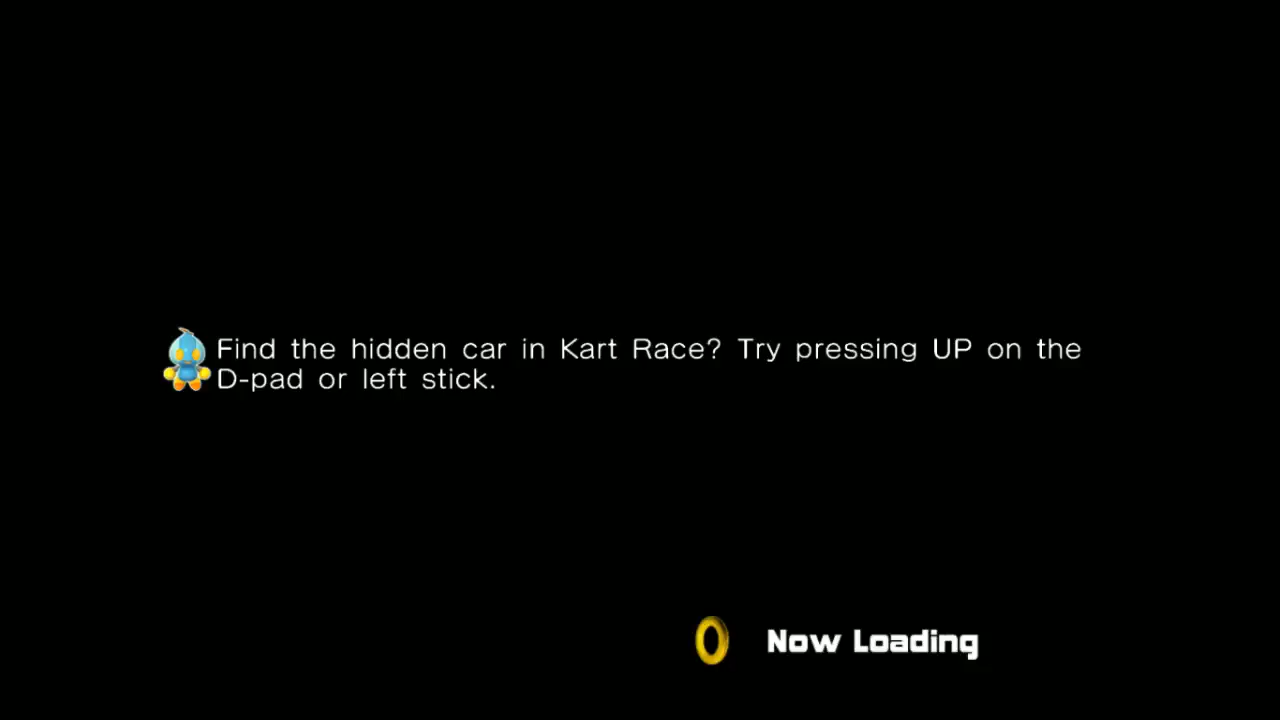 Find the hidden car in Kart Race? Try pressing UP on the
D-pad or left stick.
Now Loading